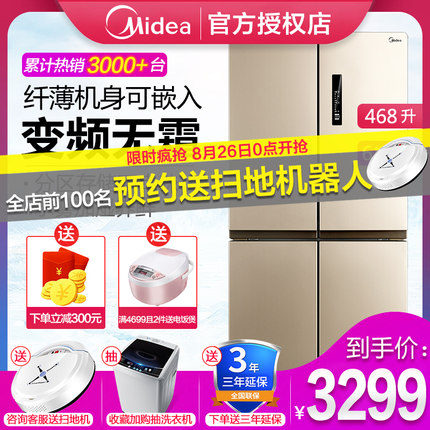 Midea 官方授权店
累计热销3000+台
Midea
纤薄机身可嵌入
468升
变频无霜
限时疯抢 8月26日0点开抢
全店前100名预约送扫地机器人
送
送
下单立减300元
满4699且2件送电饭煲
送
抽
送
3年
三年延保
全国联保
咨询客服送扫地机
收藏加购抽洗衣机
下单送三年延保
到手价:
¥3299